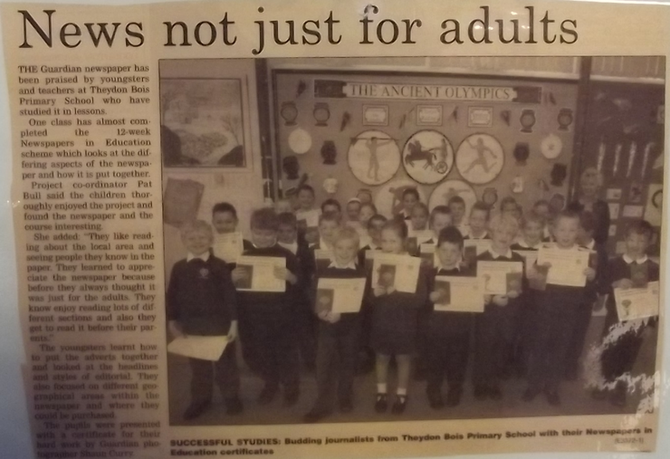 News not just for adults
THE Guardian newspaper has
been praised by youngsters
and teachers at Theydon Bois
Primary School who have
studied it in lessons.
One class has almost com-
pleted the 12-week
Newspapers in Education
scheme which looks at the dif-
fering aspects of the newspa-
per and how it is put together.
Project co-ordinator Pat
Bull said the children thor-
oughly enjoyed the project and
found the newspaper and the
course interesting.
She added: "They like read-
ing about the local area and
seeing people they know in the
paper. They learned to appre-
ciate the newspaper because
before they always thought it
was just for the adults. They
enjoy reading lots of dif-
ferent sections and also they
get to read it before their par-
ents."
The youngsters learnt how
to put the adverts together
and looked at the headlines
and styles of editorial. They
also focused on different geo-
graphical areas within the
newspaper and where they
could be purchased.
The pupils were presented
with a certificate for their
hard work by Guardian pho-
tographer
THE ANCIENT OLYMPICS
SUCCESSFUL STUDIES: Budding journalists from Theydon Bois Primary School with their Newspapers in
Education certificates